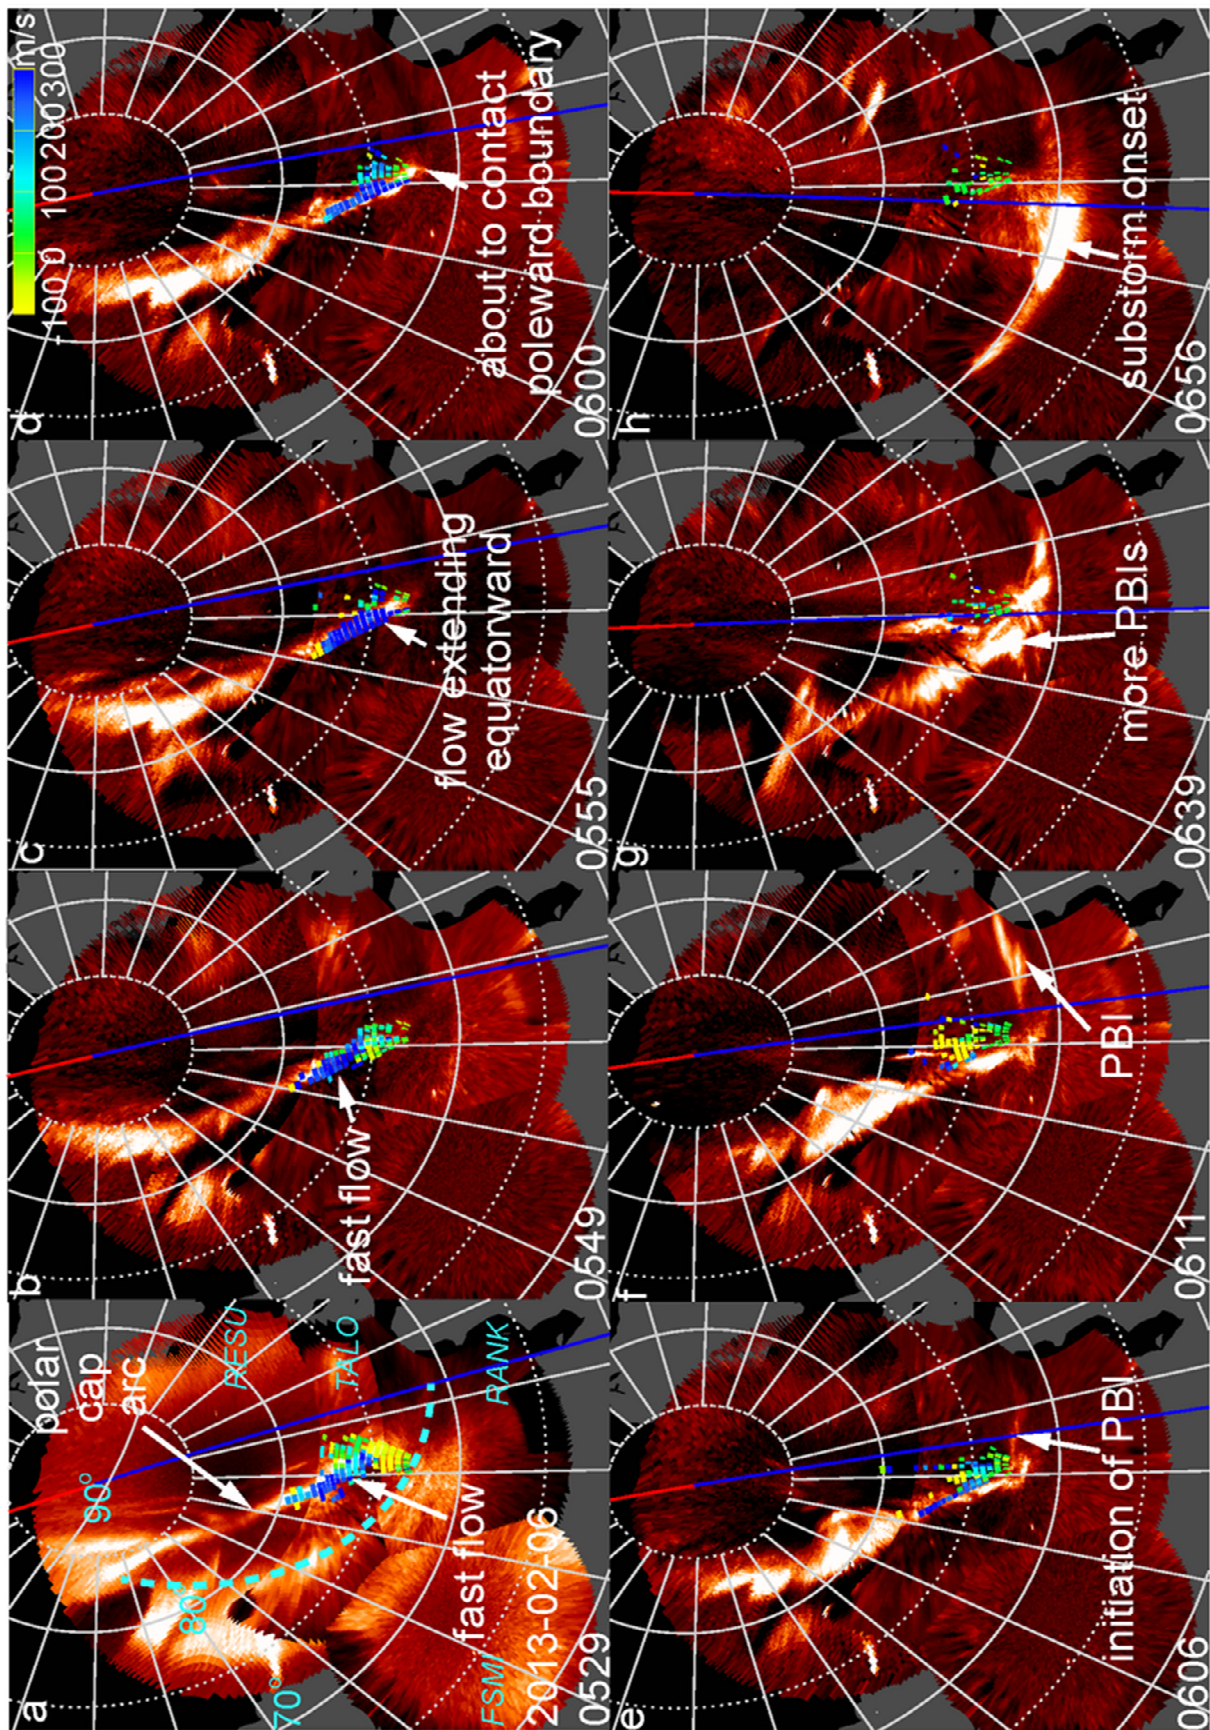 a
polar
cap
arc
90°
80°
70°
RESU
TALO
RANK
FSMI
fast flow
2013-02-06
0529
b
fast flow
0549
c
flow extending
equatorward
0555
d
-100 0 100 200 300 m/s
about to contact
poleward boundary
0600
e
initiation of PBI
0606
f
PBI
0611
g
more PBIs
0639
h
substorm onset
0656